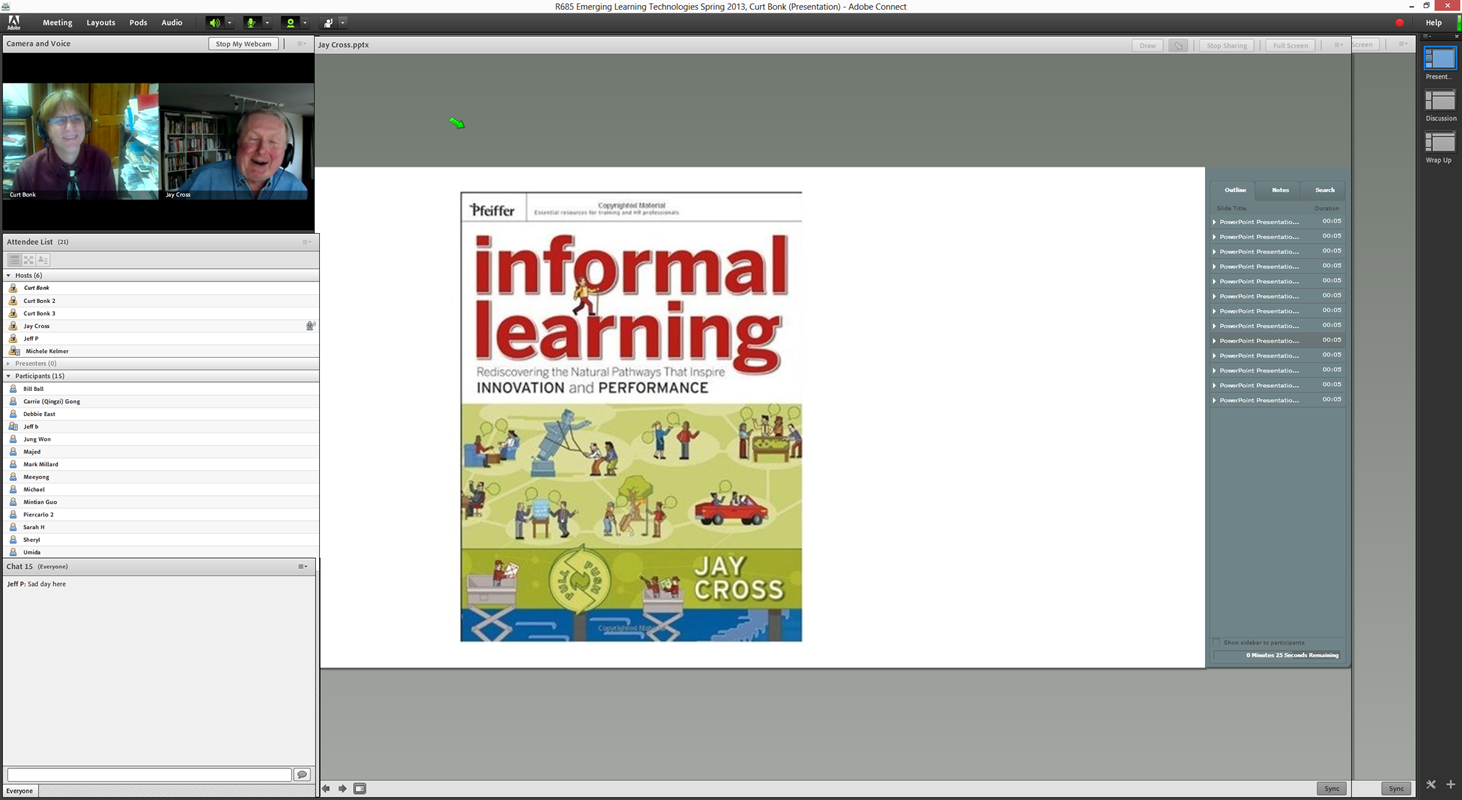 R685 Emerging Learning Technologies Spring 2013, Curt Bonk (Presentation) - Adobe Connect
Adobe
Meeting Layouts Pods Audio
Help
Camera and Voice
Stop My Webcam
Curt Bonk
Jay Cross
Jay Cross.pptx
Draw
Stop Sharing
Full Screen
Screen
Attendee List (21)
Hosts (6)
Curt Bonk
Curt Bonk 2
Curt Bonk 3
Jay Cross
Jeff P
Michele Kelmer
Presenters (0)
Participants (15)
Bill Ball
Carrie (Qingzi) Gong
Debbie East
Jeff b
Jung Won
Majed
Mark Millard
Meeyong
Michael
Mintian Guo
Piercarlo 2
Sarah H
Sheryl
Umida
Chat 15 (Everyone)
Jeff P: Sad day here
Everyone
Pfeiffer
Copyrighted Material
Essential resources for training and HR professionals
informal
learning
Rediscovering the Natural Pathways That Inspire
INNOVATION and PERFORMANCE
PULL
PUSH
JAY
CROSS
Copyrighted Material
Outline Notes Search
Slide Title Duration
PowerPoint Presentatio... 00:05
PowerPoint Presentatio... 00:05
PowerPoint Presentatio... 00:05
PowerPoint Presentatio... 00:05
PowerPoint Presentatio... 00:05
PowerPoint Presentatio... 00:05
PowerPoint Presentatio... 00:05
PowerPoint Presentatio... 00:05
PowerPoint Presentatio... 00:05
PowerPoint Presentatio... 00:05
PowerPoint Presentatio... 00:05
PowerPoint Presentatio... 00:05
PowerPoint Presentatio... 00:05
Show sidebar to participants
0 Minutes 25 Seconds Remaining
Sync
Sync
Present...
Discussion
Wrap Up